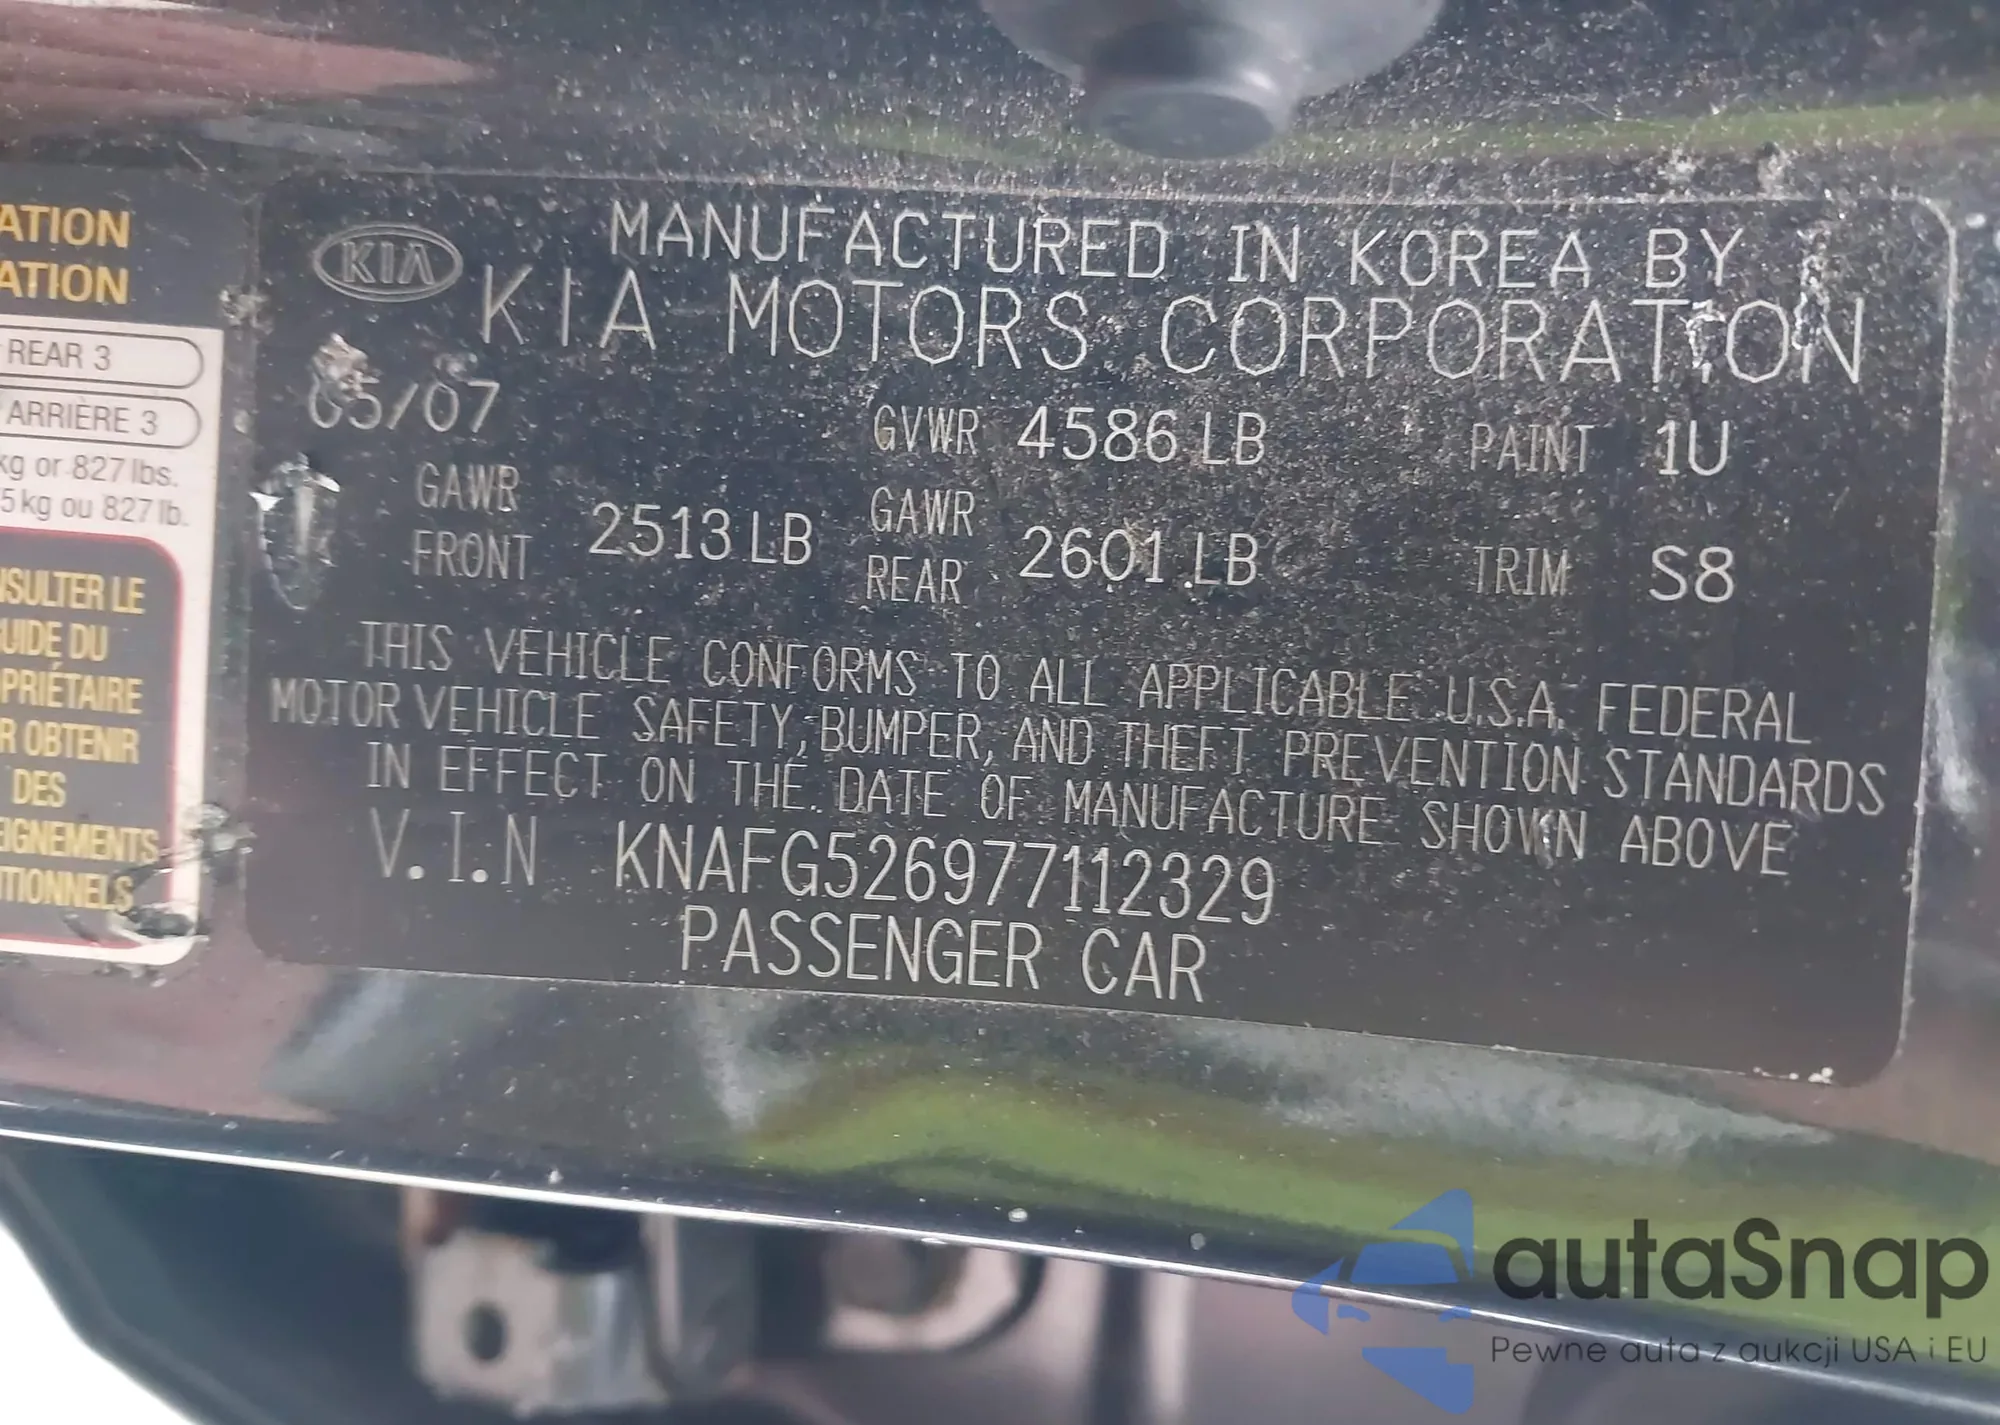 ATION
ATION
REAR 3
ARRIÈRE 3
kg or 827 lbs.
5 kg ou 827 lb.
NSULTER LE
UIDE DU
PRIÉTAIRE
R OBTENIR
DES
EIGNEMENTS
TIONNELS
KIA
MANUFACTURED IN KOREA BY
KIA MOTORS CORPORATION
05/07 GVWR 4586 LB PAINT 1U
GAWR FRONT 2513 LB GAWR REAR 2601 LB TRIM S8
THIS VEHICLE CONFORMS TO ALL APPLICABLE U.S.A. FEDERAL
MOTOR VEHICLE SAFETY, BUMPER, AND THEFT PREVENTION STANDARDS
IN EFFECT ON THE DATE OF MANUFACTURE SHOWN ABOVE
V.I.N KNAFG526977112329
PASSENGER CAR
autaSnap
Pewne auta z aukcji USA i EU